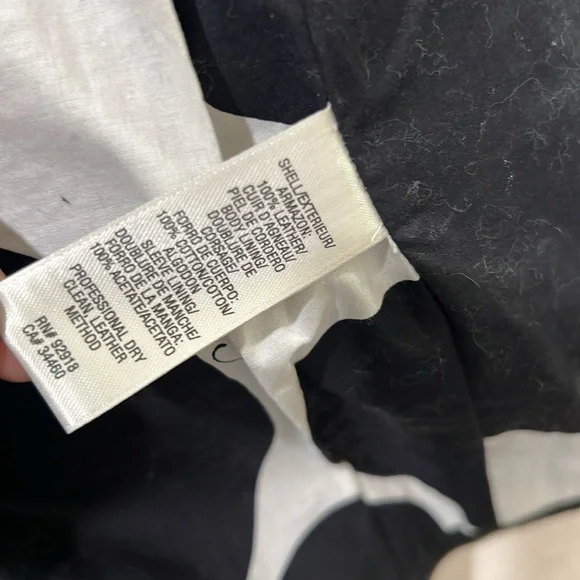 SHELL/EXTERIEUR/
ARMAZON:
100% LEATHER/
CUIR D'AGNEAU/
PIEL DE CORDERO
BODY LINING/
DOUBLURE DE
CORSAGE/
FORRO DE CUERPO:
100% COTTON/COTON/
ALGODON
SLEEVE LINING/
DOUBLURE DE MANCHE/
FORRO DE LA MANGA:
100% ACETATE/ACETATO
PROFESSIONAL DRY
CLEAN LEATHER
METHOD
RN# 92918
CA# 34460